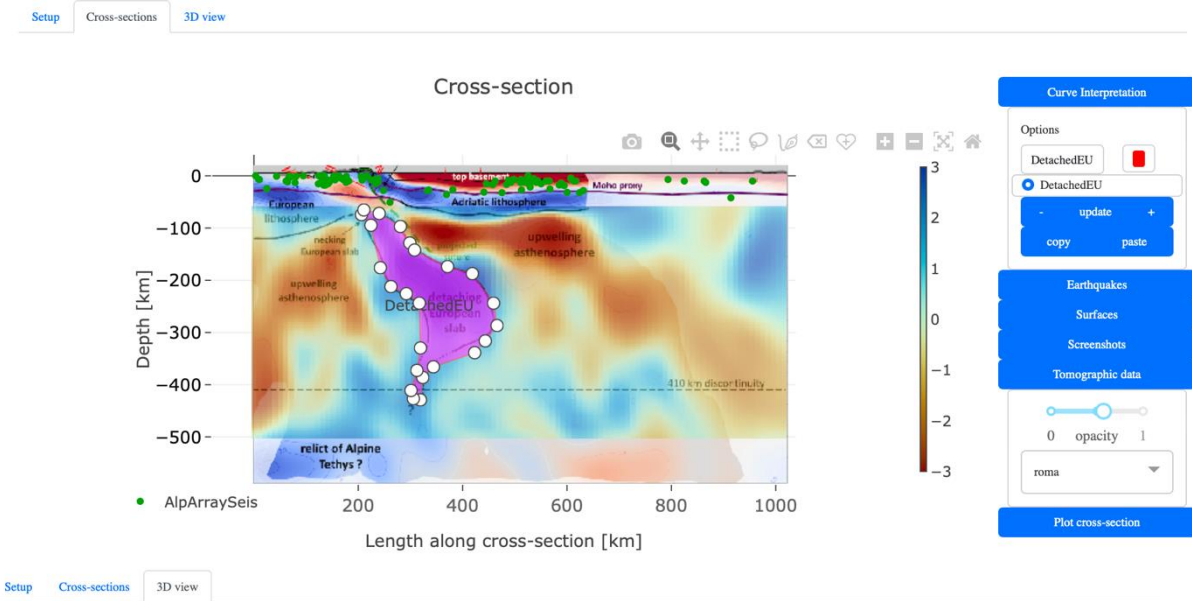 Setup Cross-sections 3D view
Cross-section
Curve Interpretation
Options
DetachedEU
DetachedEU
- update +
copy paste
Earthquakes
Surfaces
Screenshots
Tomographic data
0 opacity 1
roma
Plot cross-section
3
2
1
0
−1
−2
−3
Depth [km]
0
−100
−200
−300
−400
−500
top basement
Moho proxy
European
lithosphere
Adriatic lithosphere
necking
European slab
upwelling
asthenosphere
upwelling
asthenosphere
detaching
European
slab
DetachedEU
410 km discontinuity
?
relict of Alpine
Tethys ?
AlpArraySeis
200 400 600 800 1000
Length along cross-section [km]
Setup Cross-sections 3D view